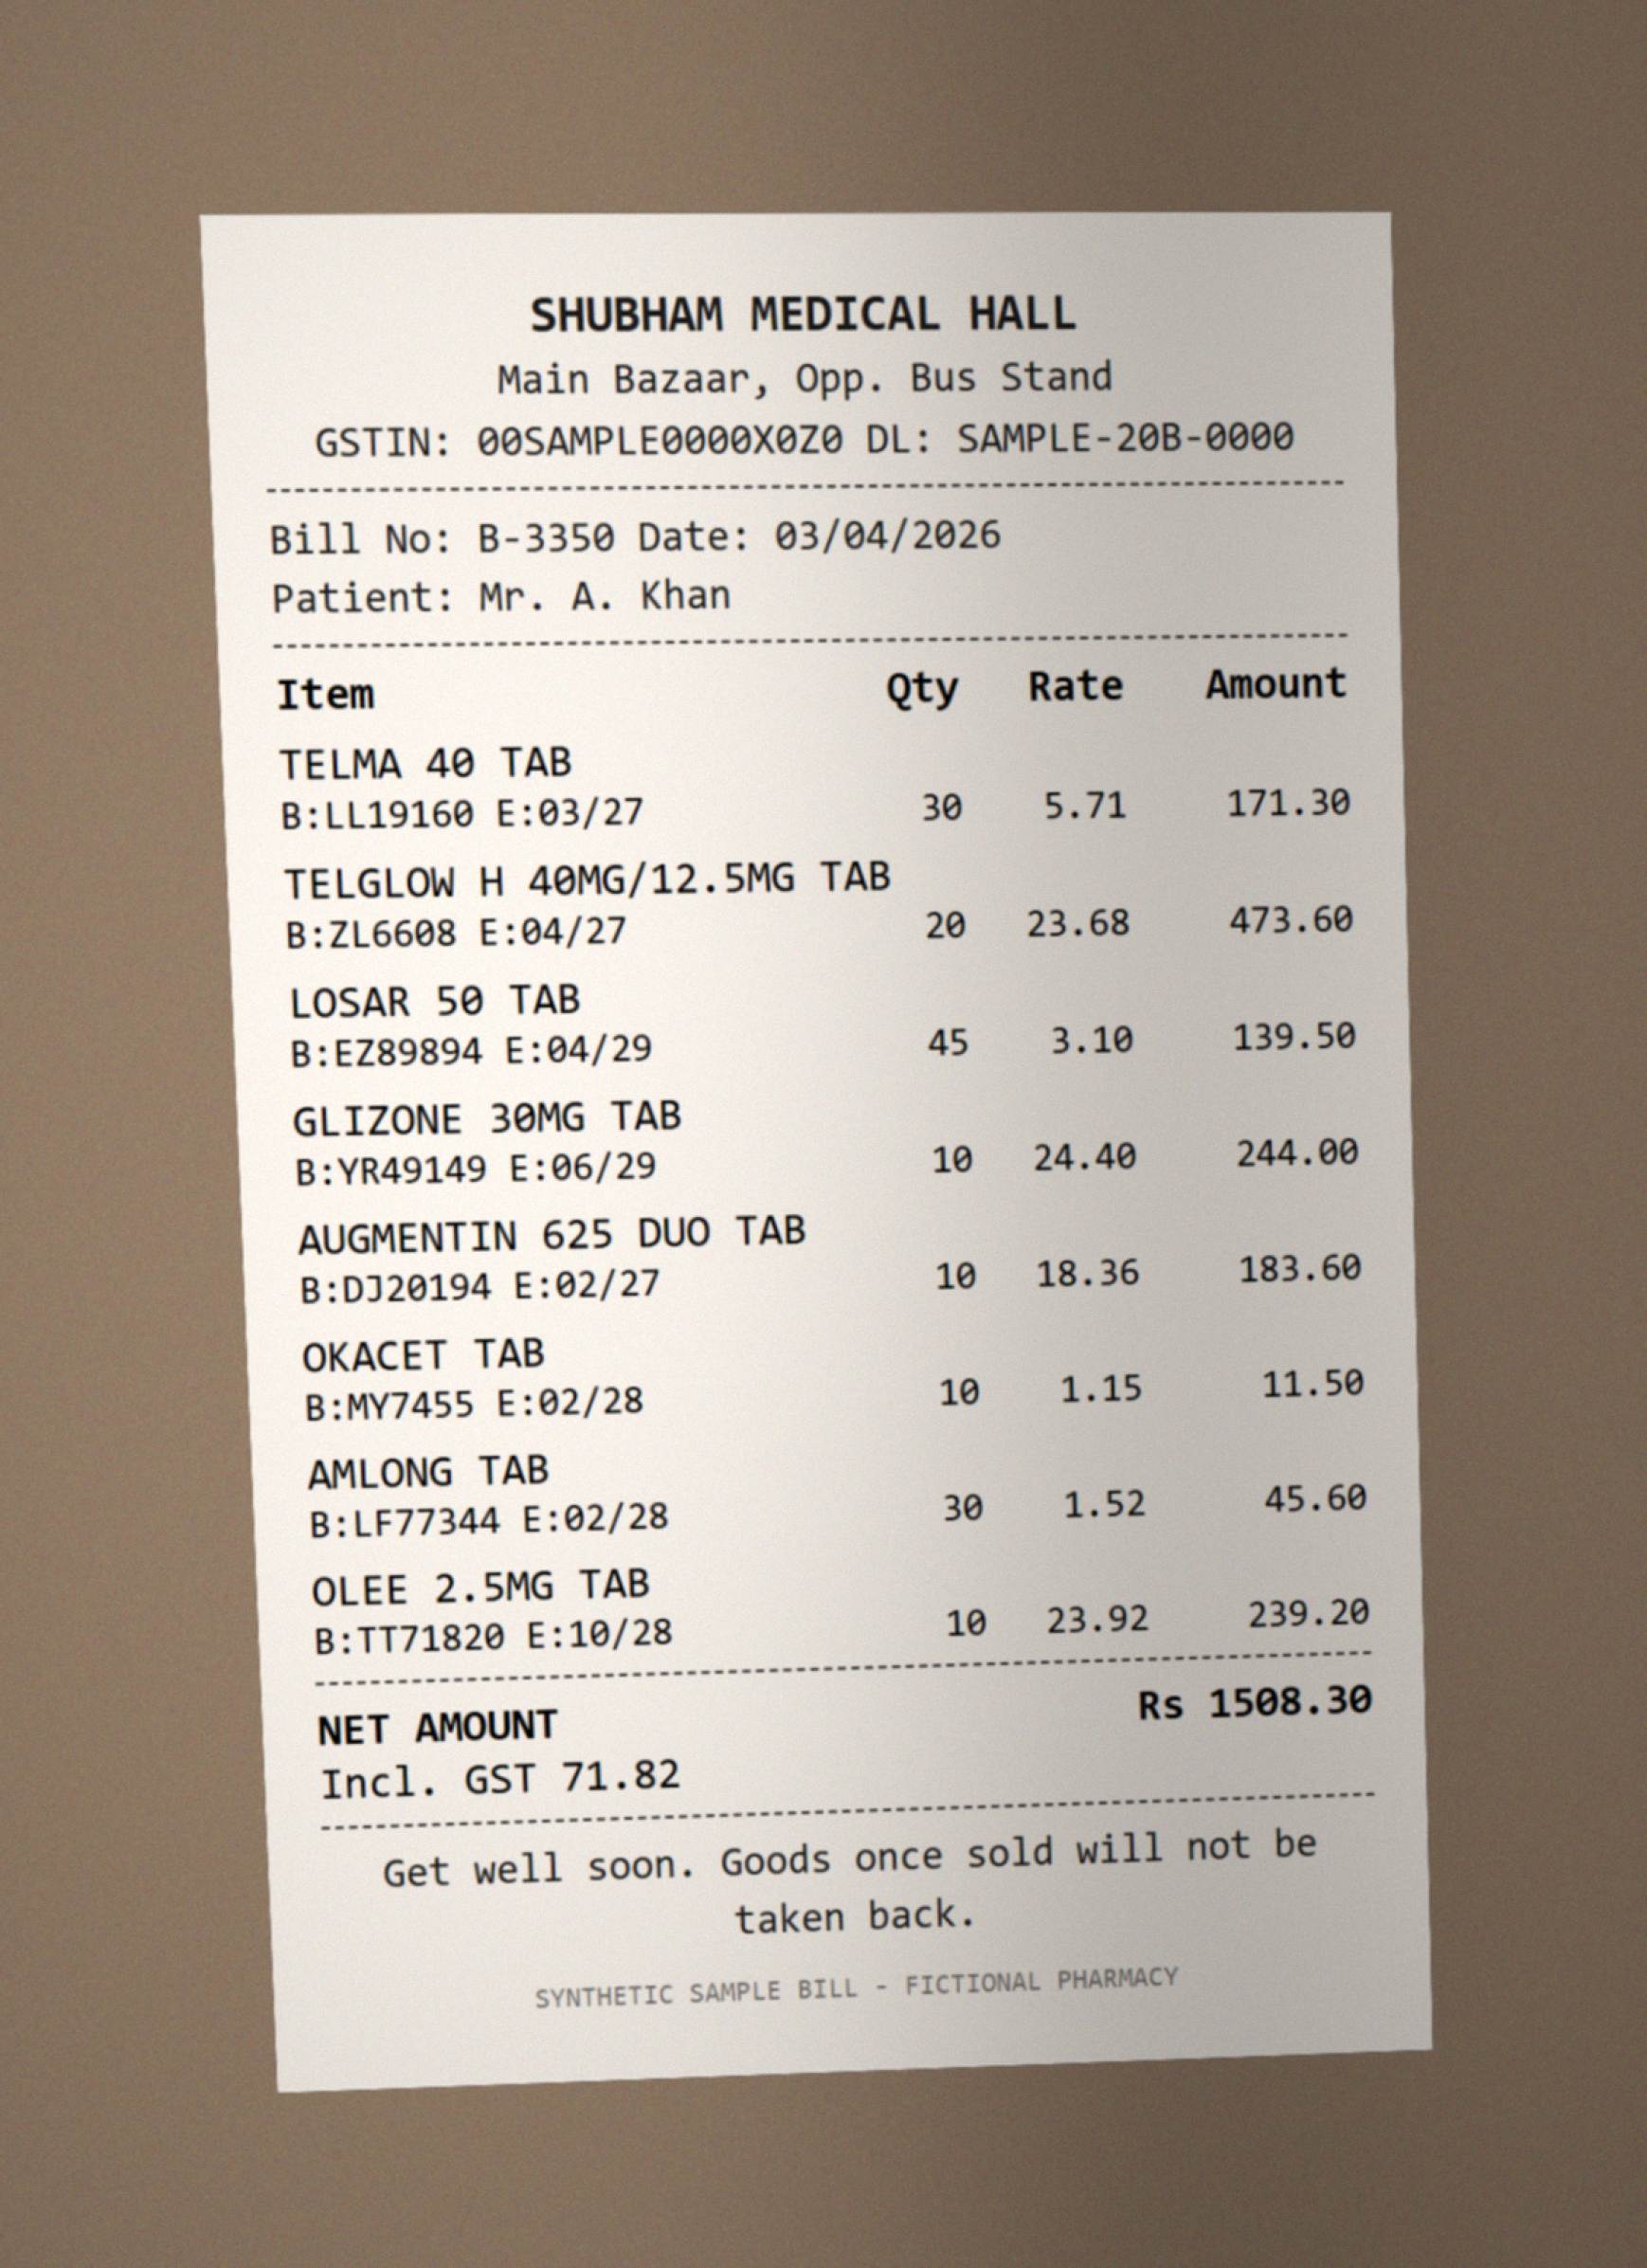 SHUBHAM MEDICAL HALL
Main Bazaar, Opp. Bus Stand
GSTIN: 00SAMPLE0000X0Z0 DL: SAMPLE-20B-0000
Bill No: B-3350 Date: 03/04/2026
Patient: Mr. A. Khan
Item Qty Rate Amount
TELMA 40 TAB
B:LL19160 E:03/27 30 5.71 171.30
TELGLOW H 40MG/12.5MG TAB
B:ZL6608 E:04/27 20 23.68 473.60
LOSAR 50 TAB
B:EZ89894 E:04/29 45 3.10 139.50
GLIZONE 30MG TAB
B:YR49149 E:06/29 10 24.40 244.00
AUGMENTIN 625 DUO TAB
B:DJ20194 E:02/27 10 18.36 183.60
OKACET TAB
B:MY7455 E:02/28 10 1.15 11.50
AMLONG TAB
B:LF77344 E:02/28 30 1.52 45.60
OLEE 2.5MG TAB
B:TT71820 E:10/28 10 23.92 239.20
NET AMOUNT Rs 1508.30
Incl. GST 71.82
Get well soon. Goods once sold will not be
taken back.
SYNTHETIC SAMPLE BILL - FICTIONAL PHARMACY